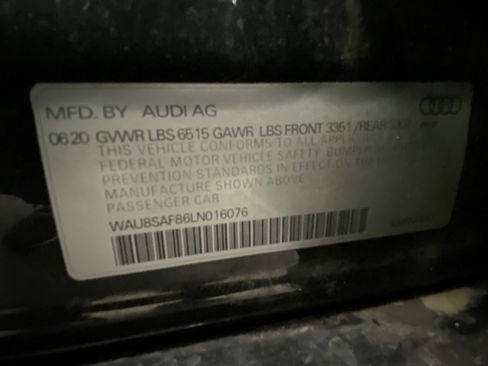 MFD. BY AUDI AG
06 20 GVWR LBS 6515 GAWR LBS FRONT 3351 /REAR
THIS VEHICLE CONFORMS TO ALL
FEDERAL MOTOR VEHICLE SAFETY, BUMPER
PREVENTION STANDARDS IN EFFECT ON THE
MANUFACTURE SHOWN ABOVE
PASSENGER CAR
WAU8SAF86LN016076